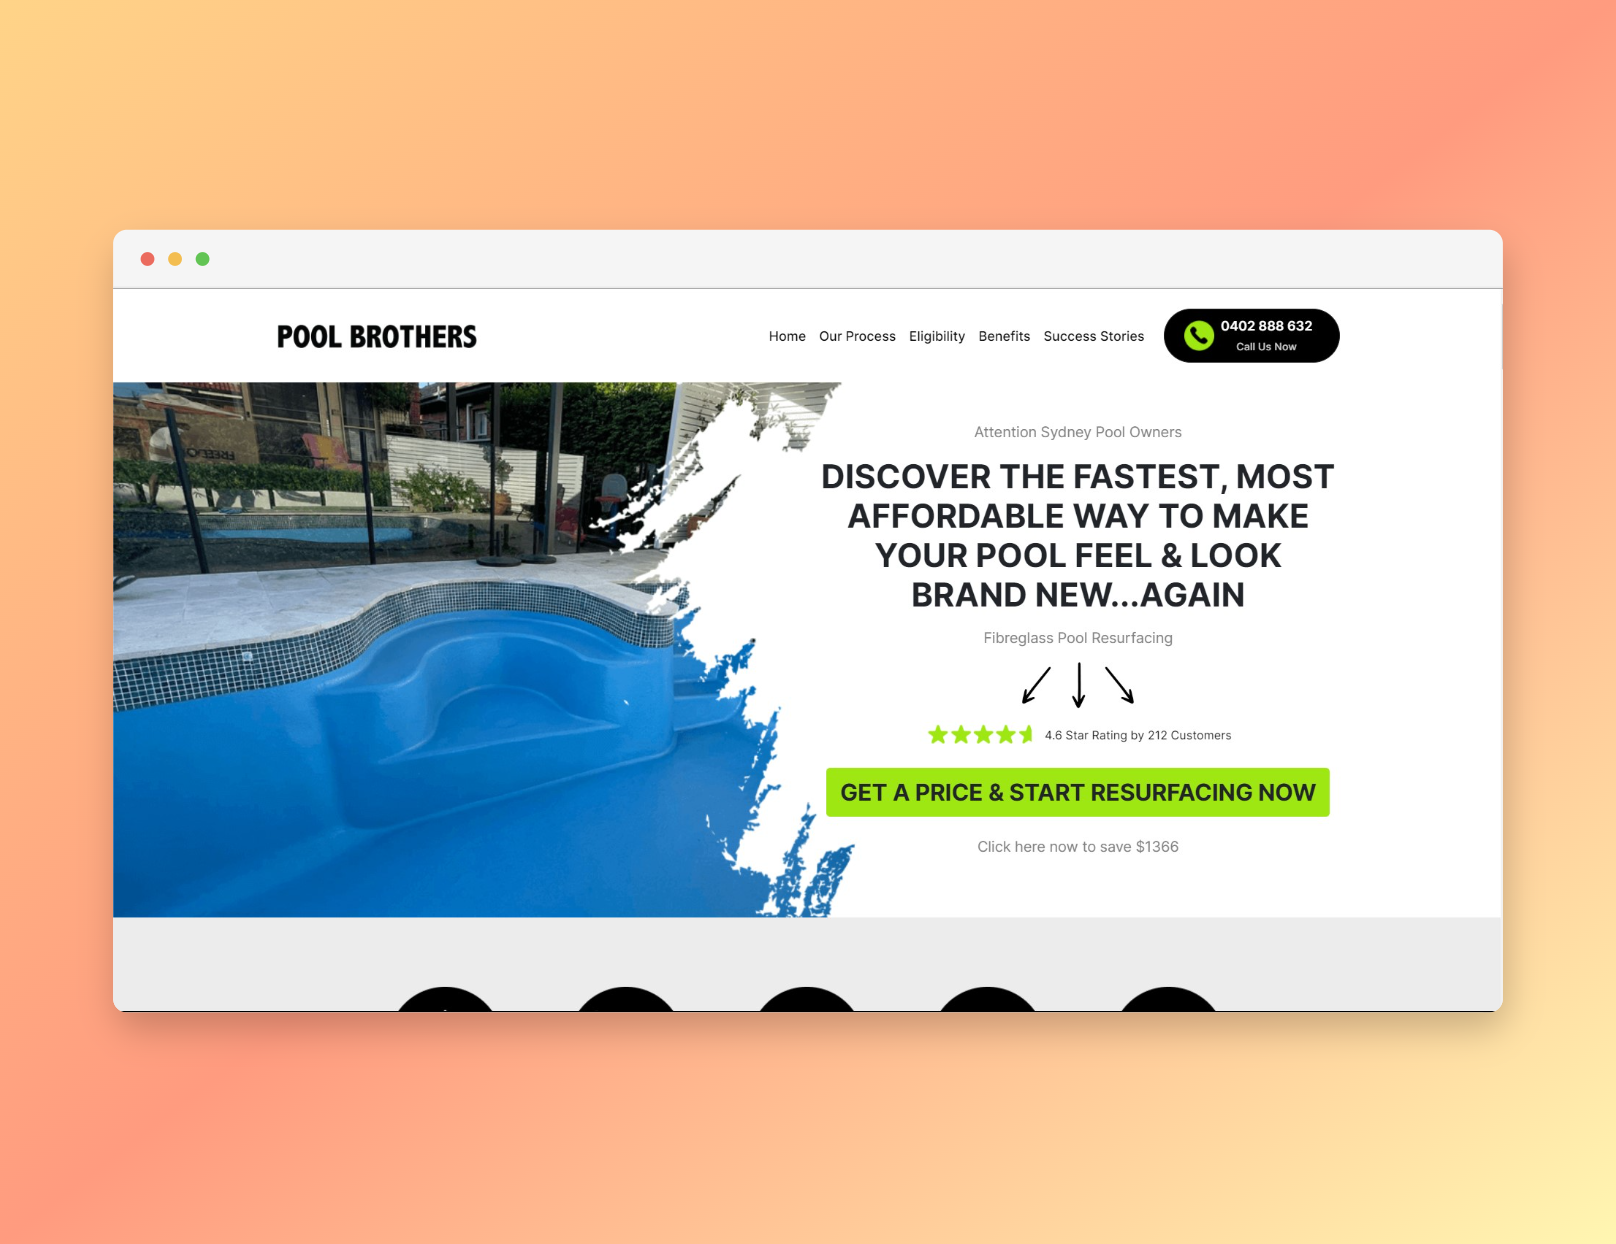 POOL BROTHERS
Home Our Process Eligibility Benefits Success Stories
0402 888 632
Call Us Now
Attention Sydney Pool Owners
DISCOVER THE FASTEST, MOST
AFFORDABLE WAY TO MAKE
YOUR POOL FEEL & LOOK
BRAND NEW...AGAIN
Fibreglass Pool Resurfacing
4.6 Star Rating by 212 Customers
GET A PRICE & START RESURFACING NOW
Click here now to save $1366